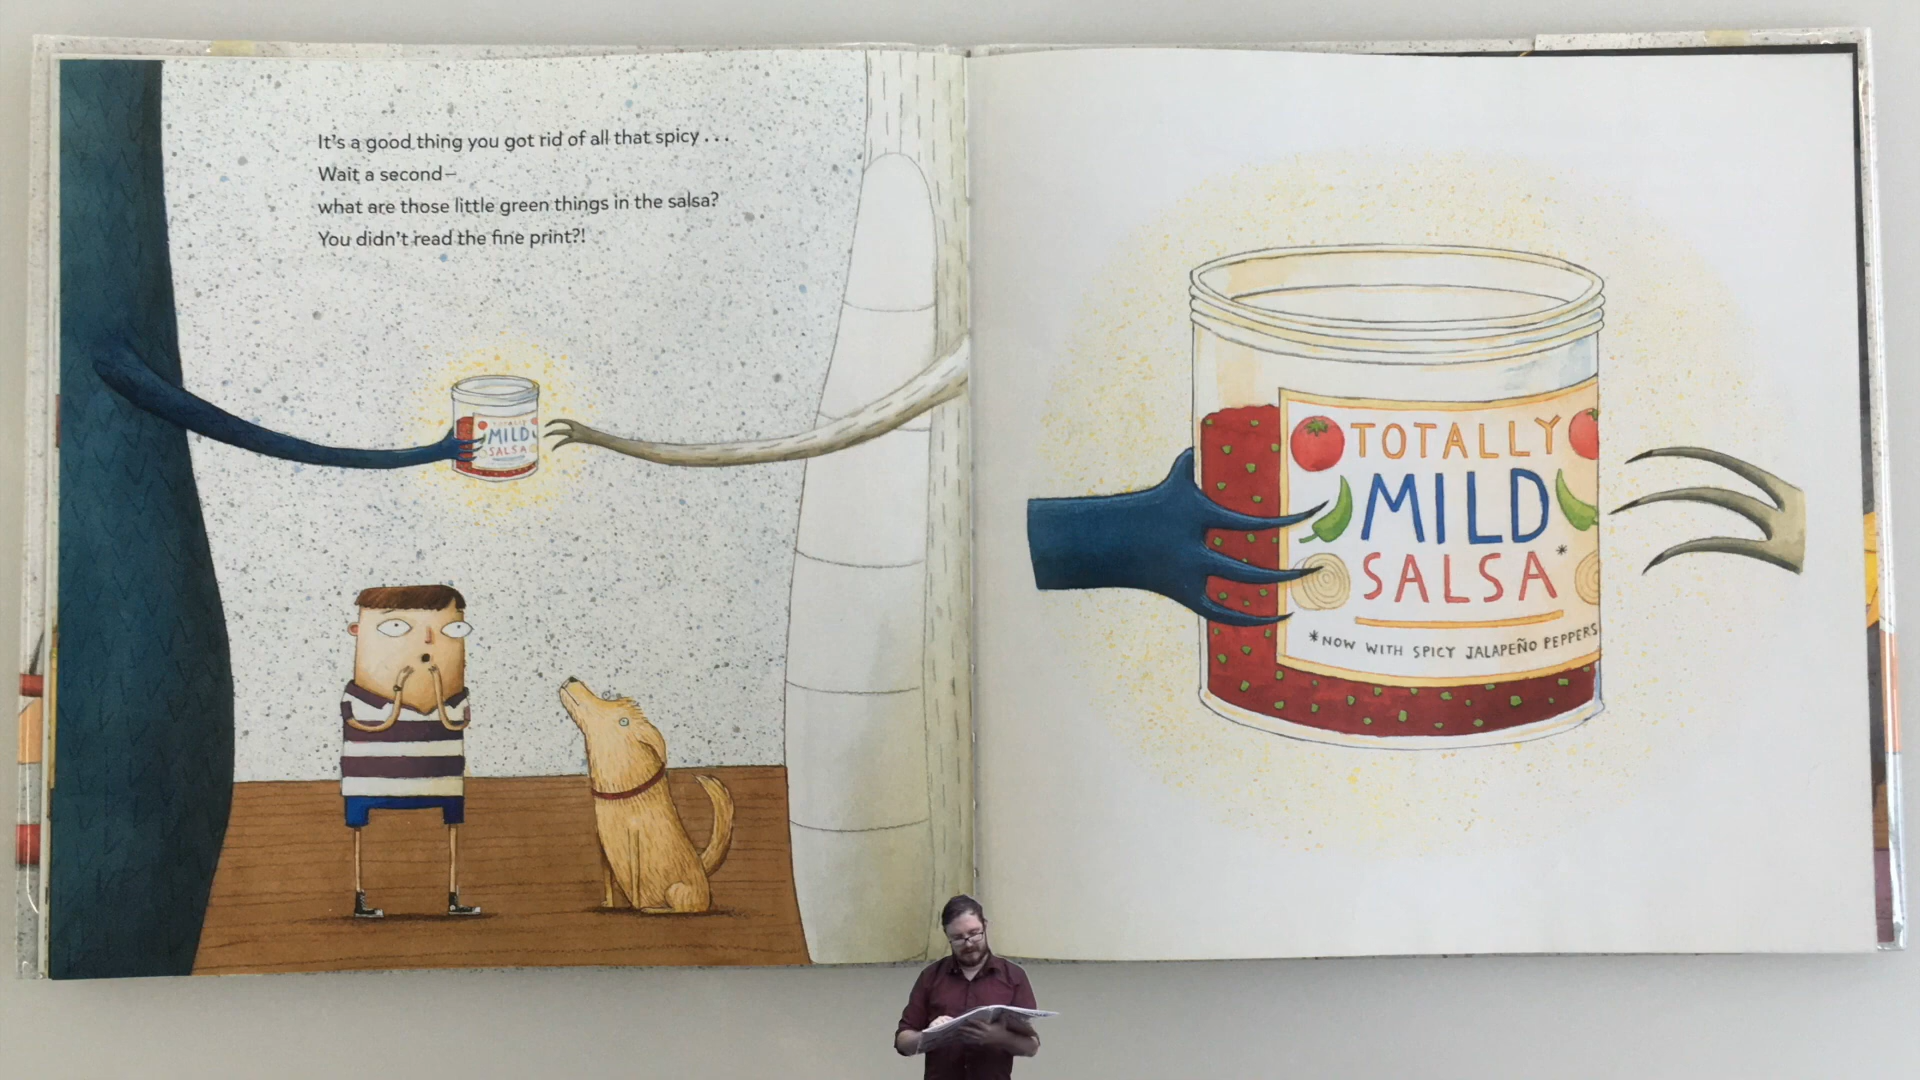 It's a good thing you got rid of all that spicy . . .
Wait a second—
what are those little green things in the salsa?
You didn't read the fine print?!
TOTALLY
MILD
SALSA
TOTALLY
MILD
SALSA*
*NOW WITH SPICY JALAPEÑO PEPPERS